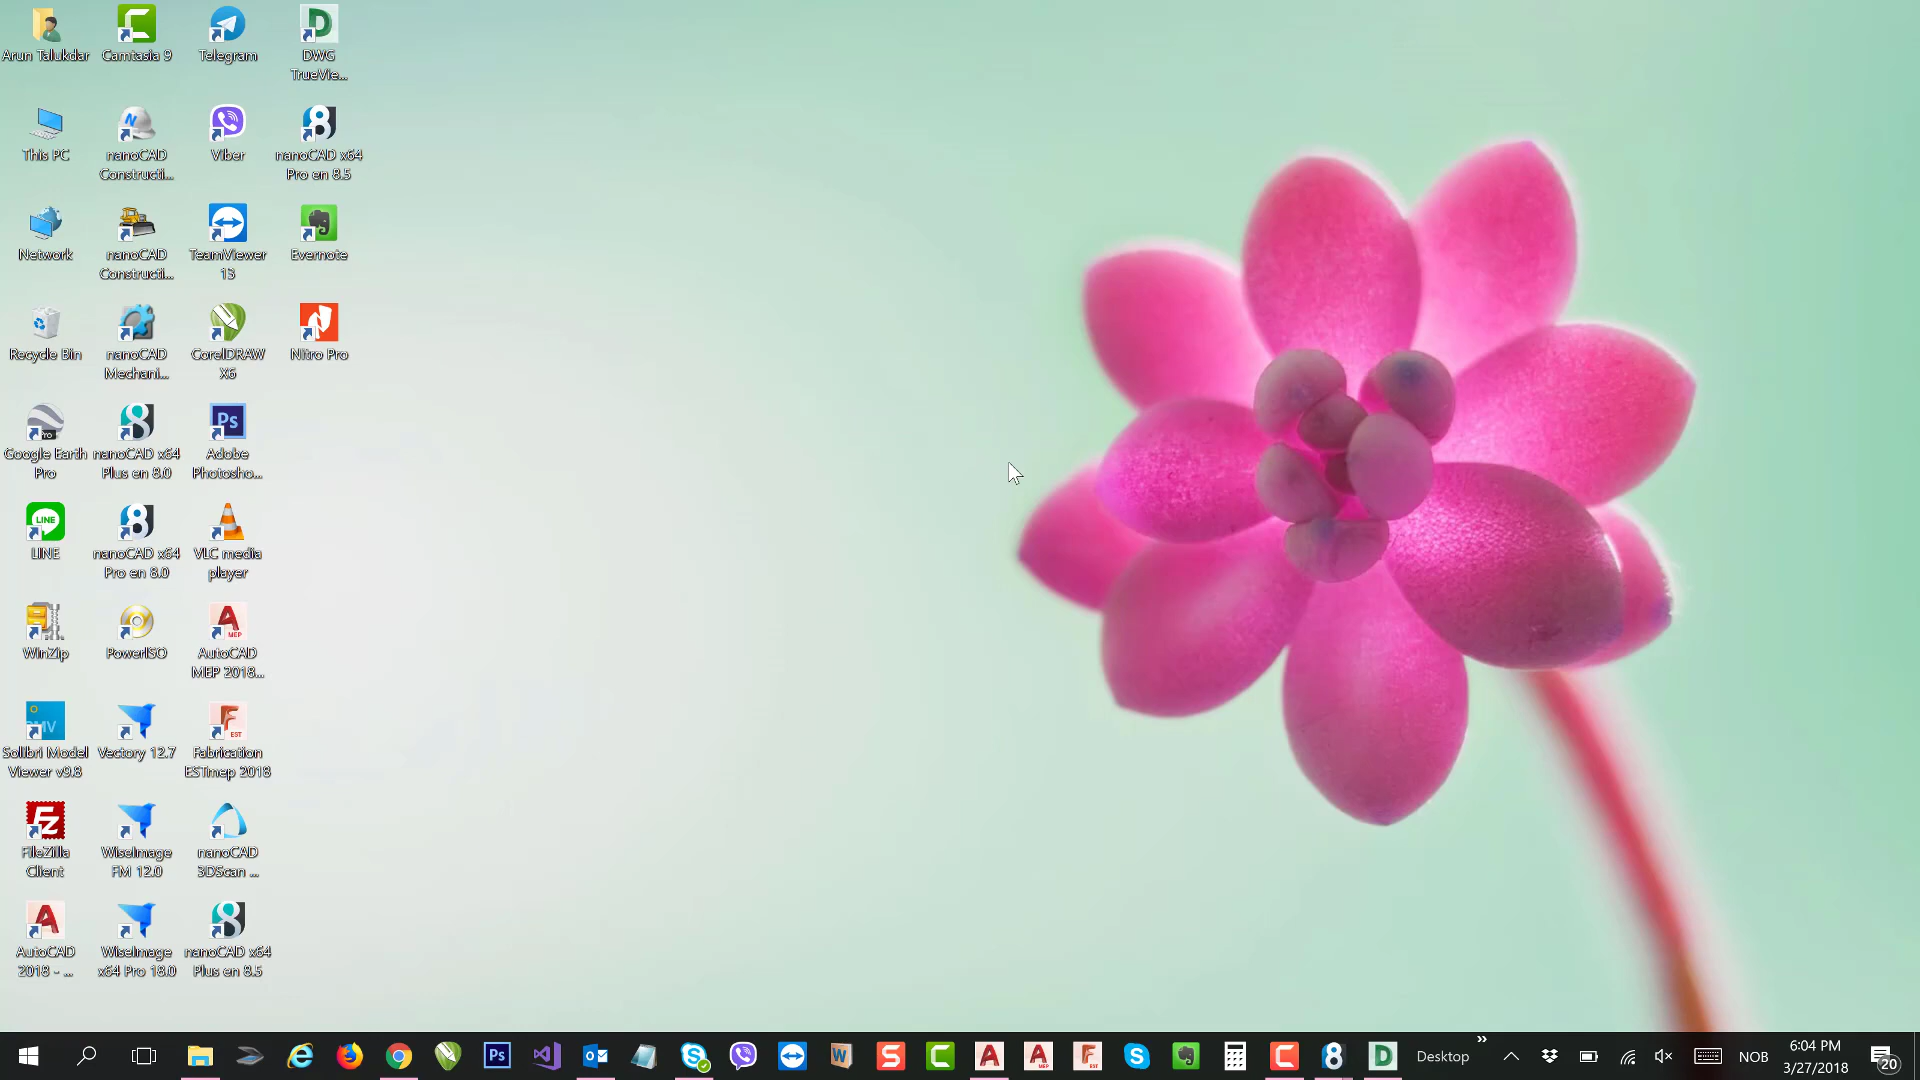 Arun Talukdar
Camtasia 9
Telegram
DWG
TrueVie...
This PC
nanoCAD
Constructi...
Viber
nanoCAD x64
Pro en 8.5
Network
nanoCAD
Constructi...
TeamViewer
13
Evernote
Recycle Bin
nanoCAD
Mechani...
CorelDRAW
X6
Nitro Pro
Google Earth
Pro
nanoCAD x64
Plus en 8.0
Adobe
Photosho...
LINE
nanoCAD x64
Pro en 8.0
VLC media
player
WinZip
PowerISO
AutoCAD
MEP 2018...
Solibri Model
Viewer v9.8
Vectory 12.7
Fabrication
ESTmep 2018
FileZilla
Client
WiseImage
FM 12.0
nanoCAD
3DScan ...
AutoCAD
2018 - ...
WiseImage
x64 Pro 18.0
nanoCAD x64
Plus en 8.5
Desktop
NOB
6:04 PM
3/27/2018
20